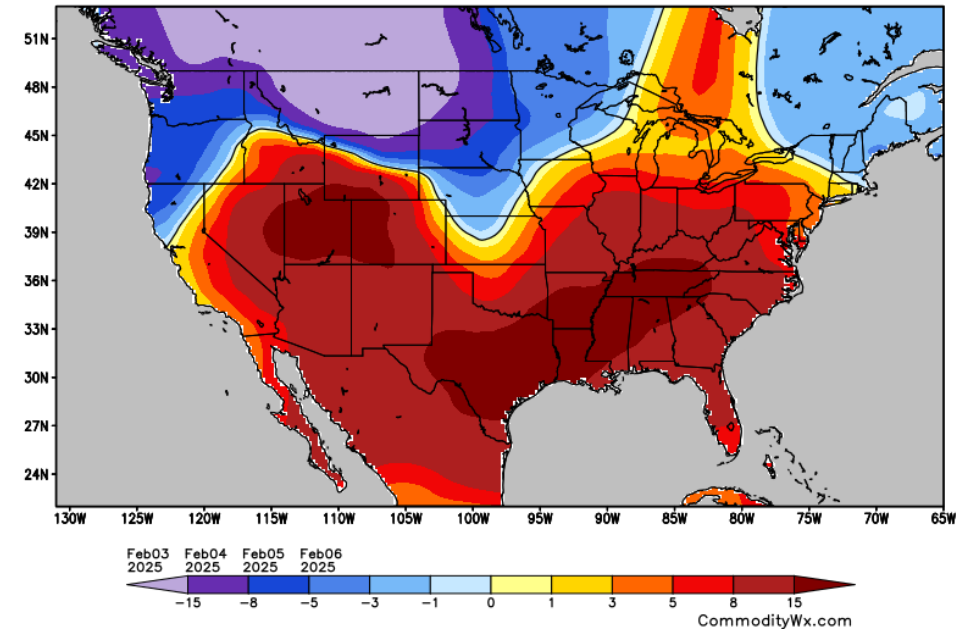 51N
48N
45N
42N
39N
36N
33N
30N
27N
24N
130W 125W 120W 115W 110W 105W 100W 95W 90W 85W 80W 75W 70W 65W
Feb03 Feb04 Feb05 Feb06
2025 2025 2025 2025
-15 -8 -5 -3 -1 0 1 3 5 8 15
CommodityWx.com